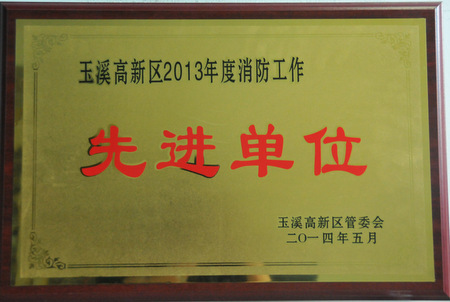 玉溪高新区2013年度消防工作
先进单位
玉溪高新区管委会
二〇一四年五月